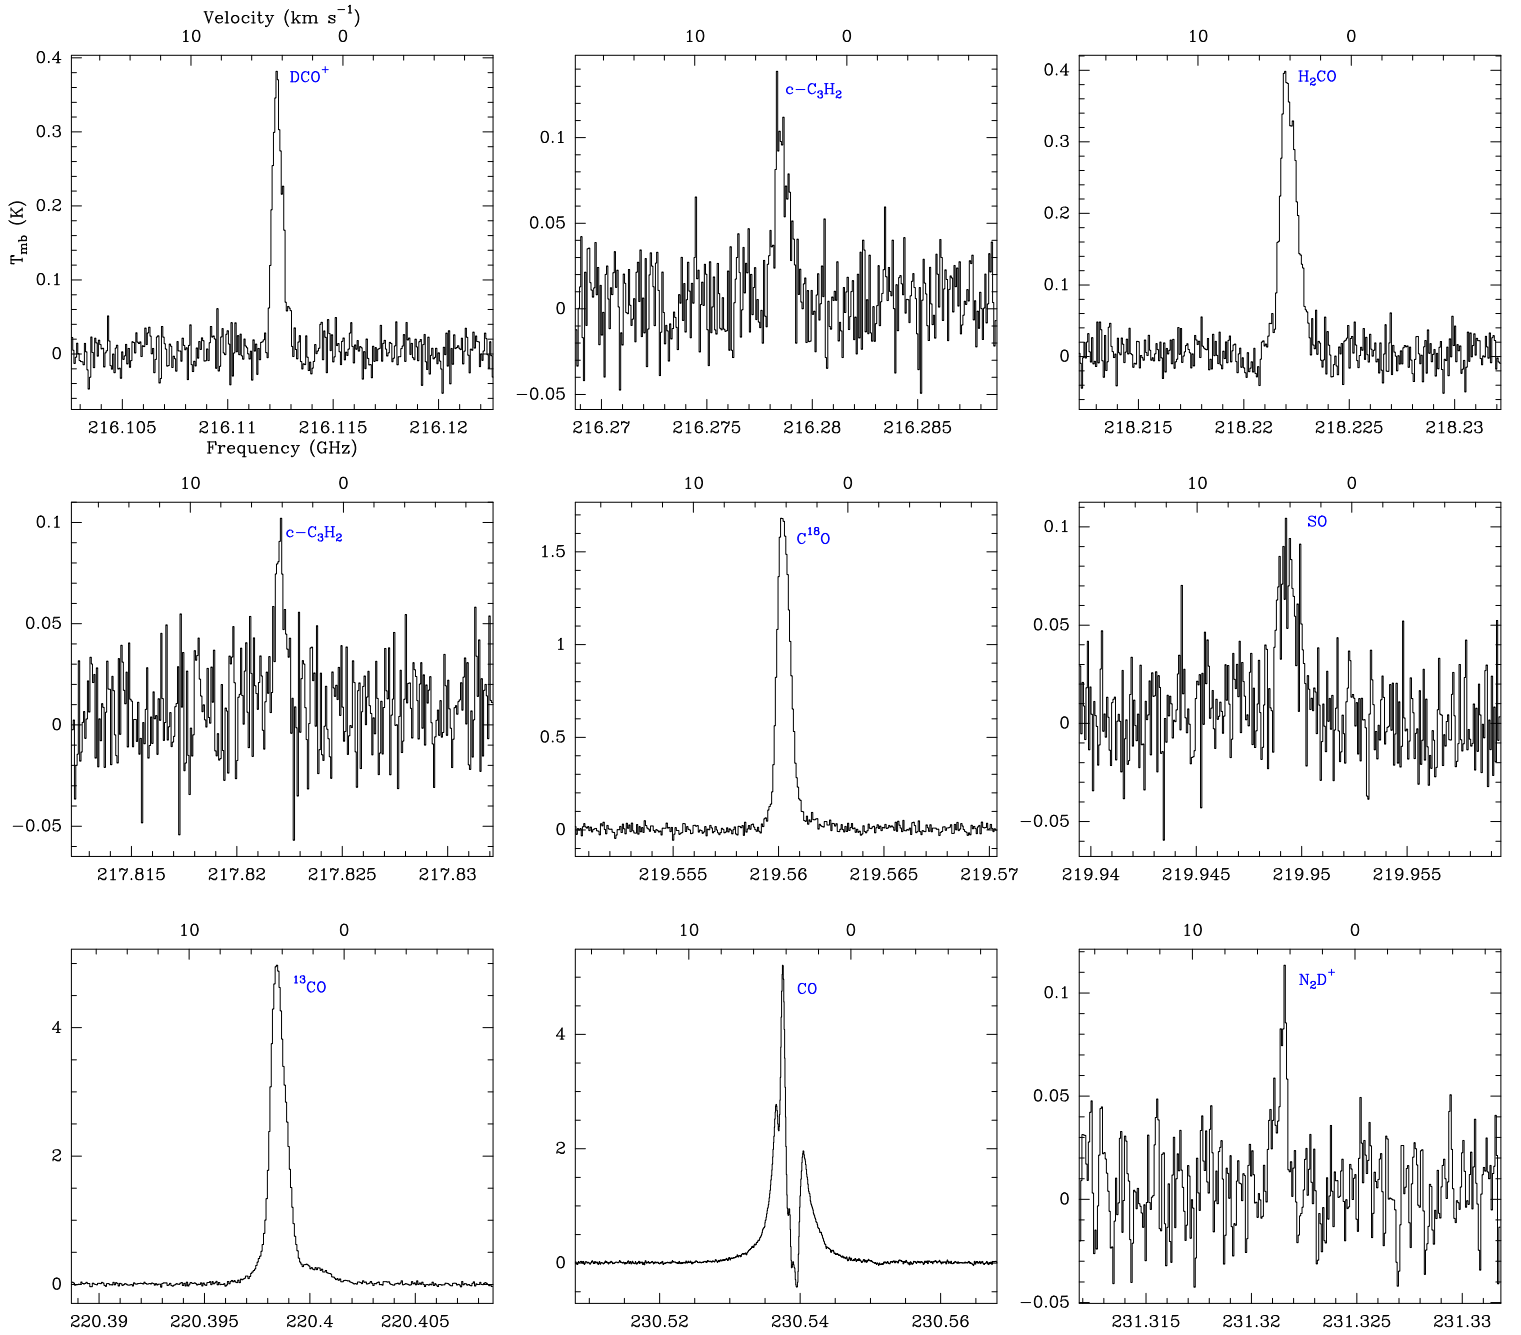 Velocity (km s⁻¹)
10 0 10 0 10 0
DCO⁺
c−C₃H₂
H₂CO
T_mb (K)
0.4
0.3
0.2
0.1
0
0.1
0.05
0
−0.05
0.4
0.3
0.2
0.1
0
216.105 216.11 216.115 216.12
216.27 216.275 216.28 216.285
218.215 218.22 218.225 218.23
Frequency (GHz)
10 0 10 0 10 0
c−C₃H₂
C¹⁸O
SO
0.1
0.05
0
−0.05
1.5
1
0.5
0
0.1
0.05
0
−0.05
217.815 217.82 217.825 217.83
219.555 219.56 219.565 219.57
219.94 219.945 219.95 219.955
10 0 10 0 10 0
¹³CO
CO
N₂D⁺
4
2
0
4
2
0
0.1
0.05
0
−0.05
220.39 220.395 220.4 220.405
230.52 230.54 230.56
231.315 231.32 231.325 231.33